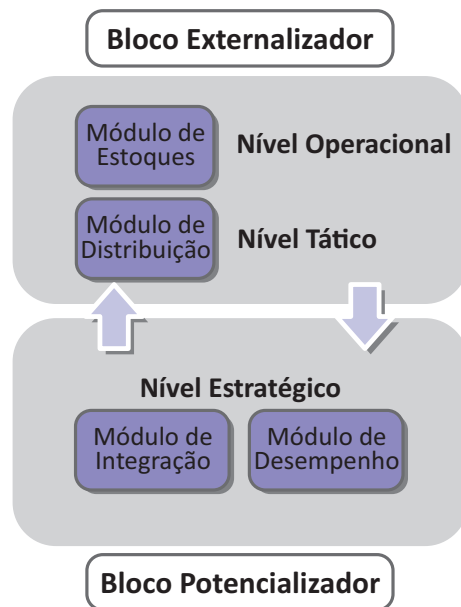 Bloco Externalizador
Módulo de
Estoques
Nível Operacional
Módulo de
Distribuição
Nível Tático
Nível Estratégico
Módulo de
Integração
Módulo de
Desempenho
Bloco Potencializador